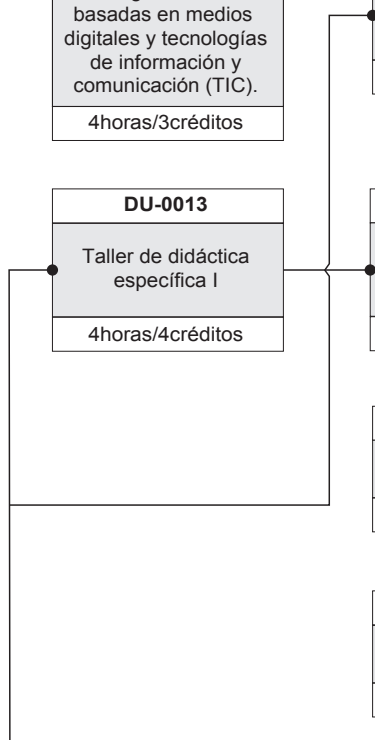 basadas en medios
digitales y tecnologías
de información y
comunicación (TIC).
4horas/3créditos
DU-0013
Taller de didáctica
específica I
4horas/4créditos